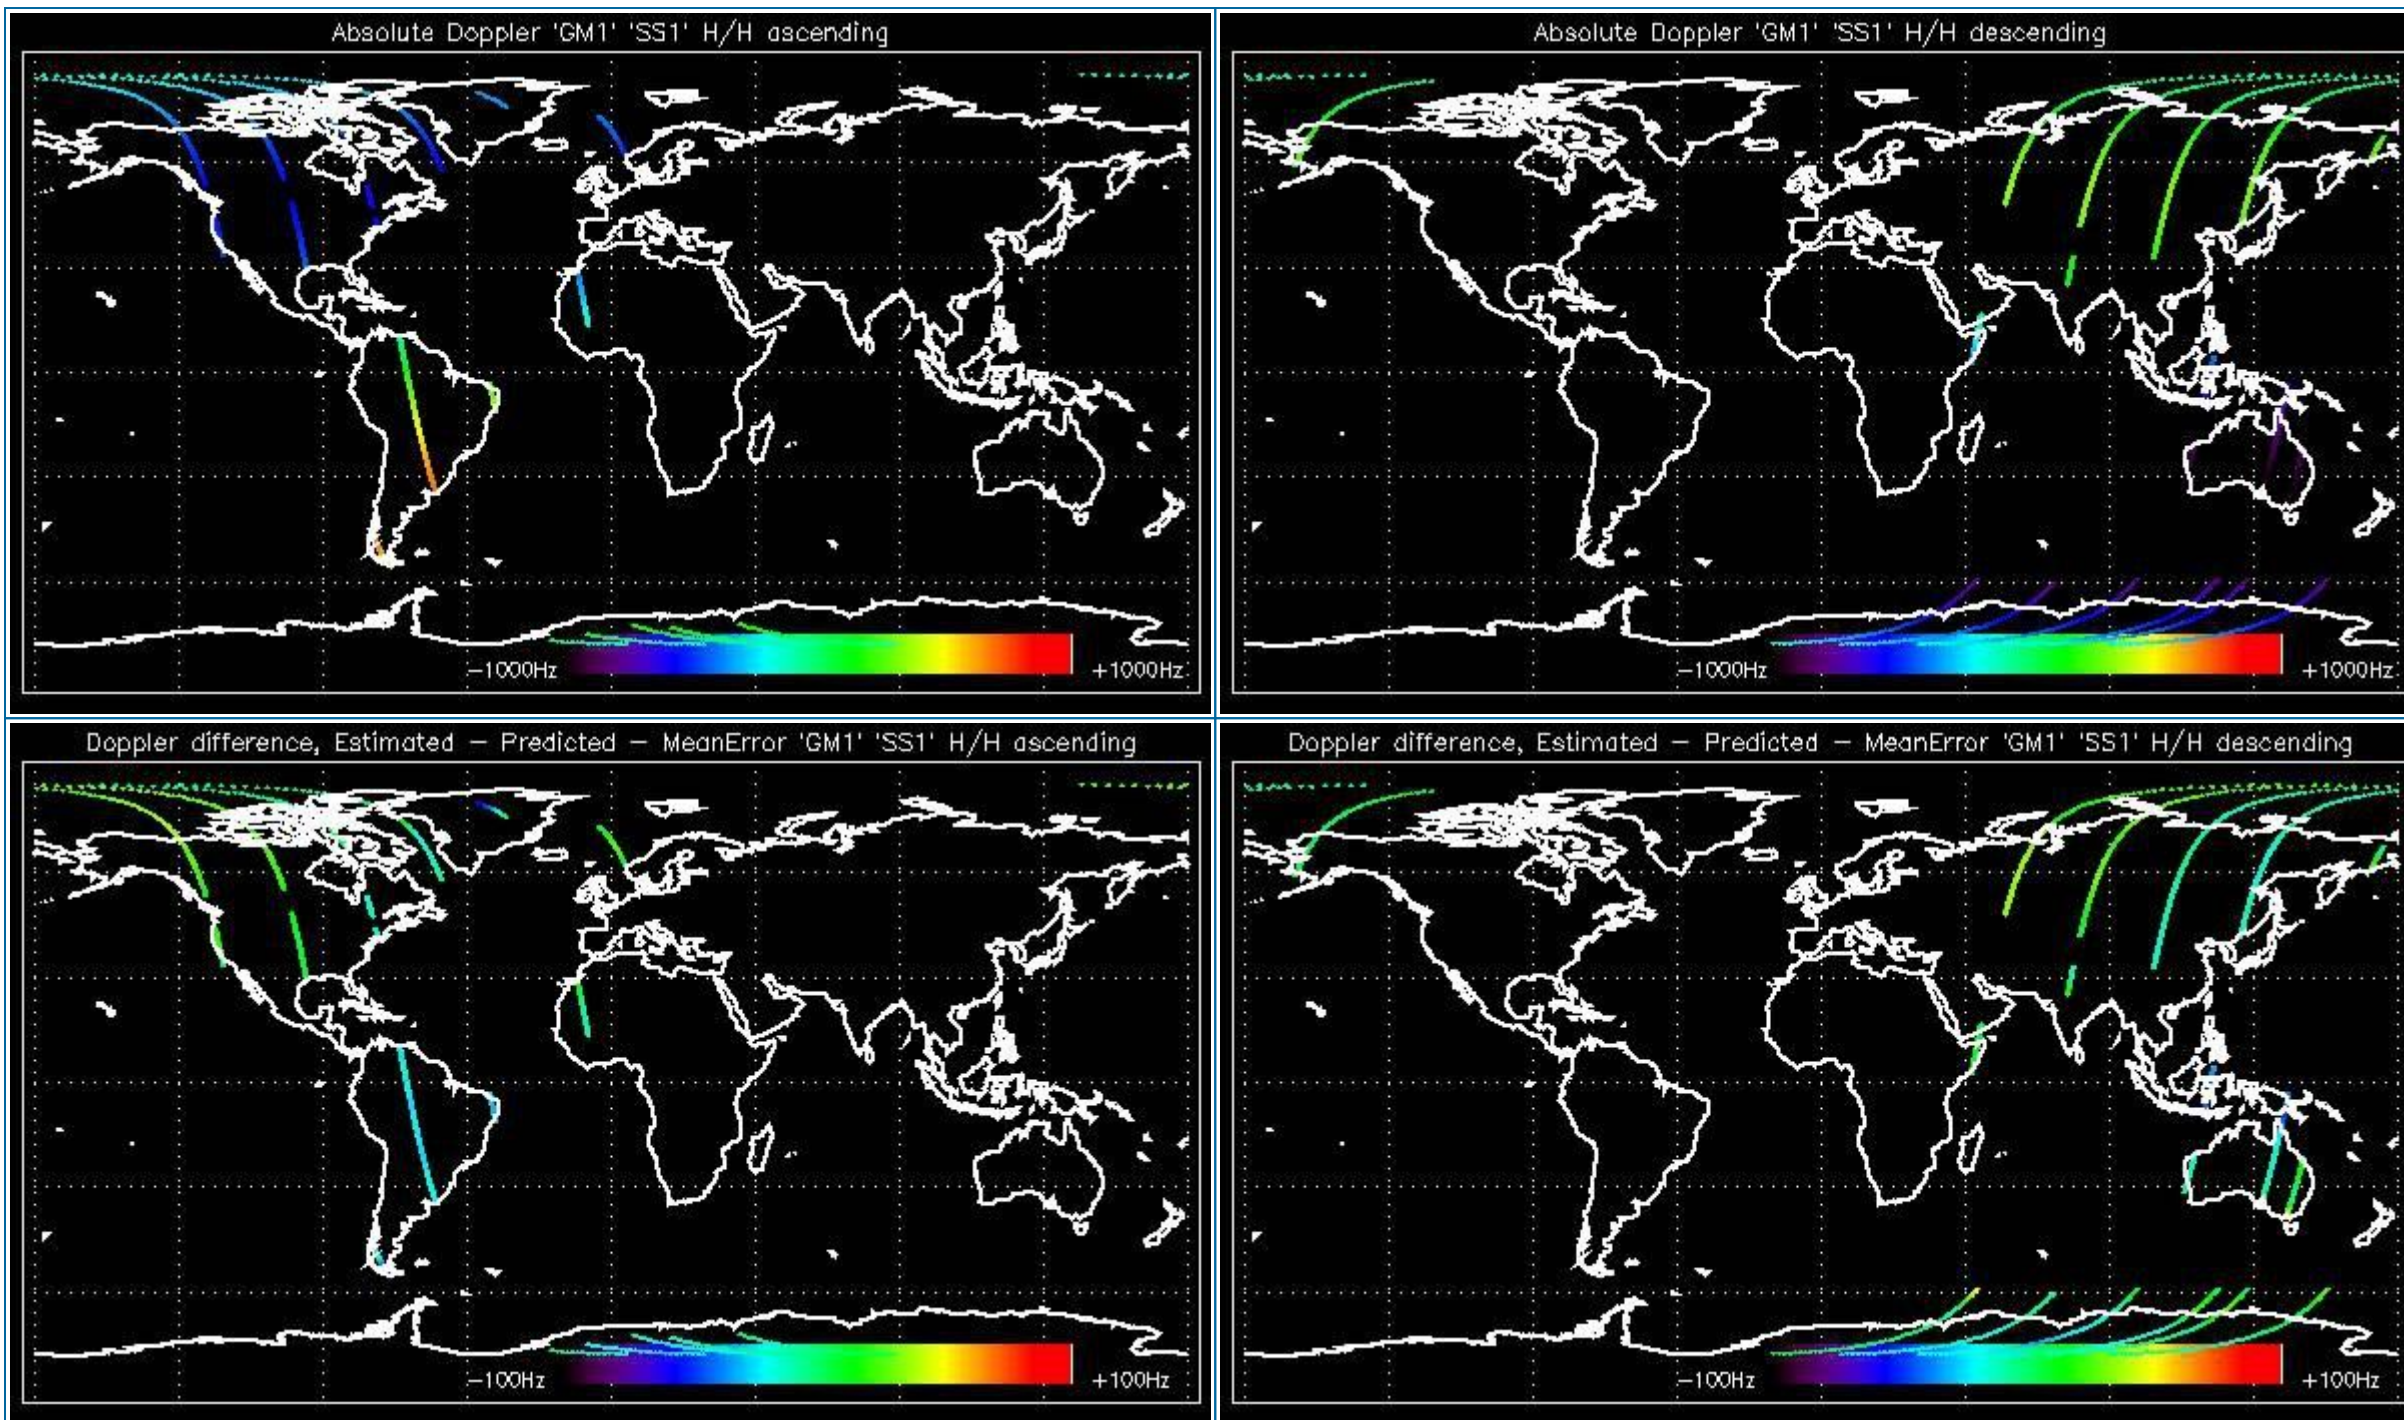 Absolute Doppler 'GM1' 'SS1' H/H ascending
-1000Hz
+1000Hz
Absolute Doppler 'GM1' 'SS1' H/H descending
-1000Hz
+1000Hz
Doppler difference, Estimated - Predicted - MeanError 'GM1' 'SS1' H/H ascending
-100Hz
+100Hz
Doppler difference, Estimated - Predicted - MeanError 'GM1' 'SS1' H/H descending
-100Hz
+100Hz